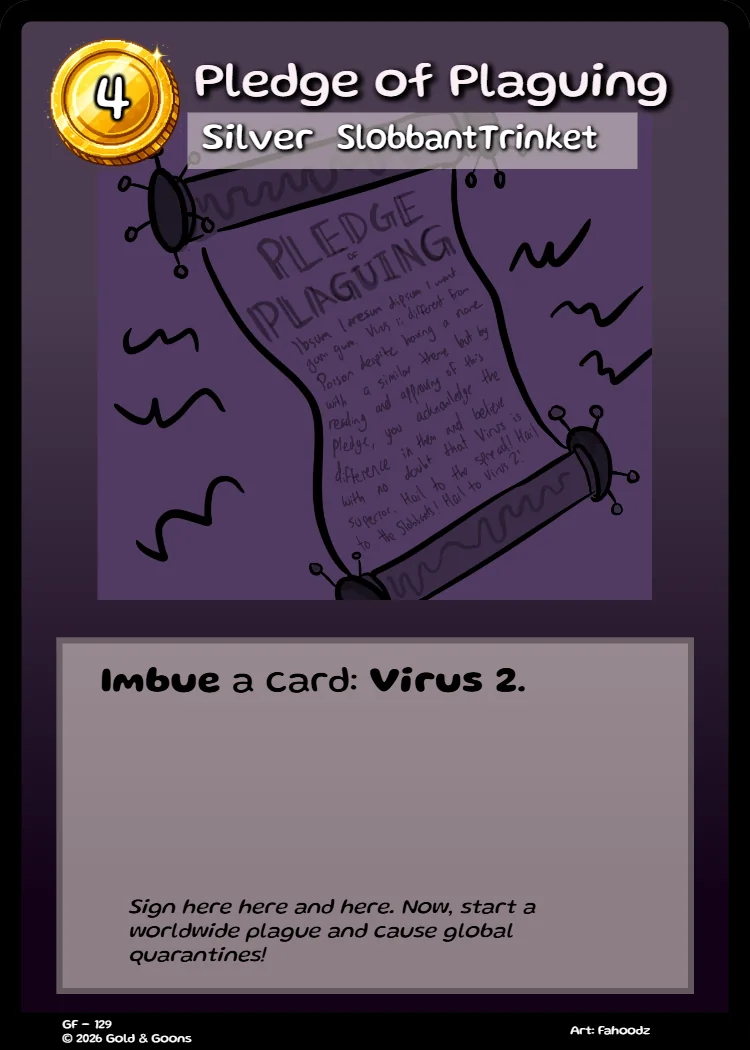 4
Pledge of Plaguing
Silver SlobbantTrinket
PLEDGE
OF
PLAGUING
Ibsum Loresum dipsum I want
gum gum. Virus is different from
Poison despite having a more
with a similar theme but by
reading and approving of this
Pledge, you acknowledge the
difference in them and believe
with no doubt that Virus is
superior. Hail to the spread! Hail
to the Slobbants! Hail to Virus 2!
Imbue a card: Virus 2.
Sign here here and here. Now, start a
worldwide plague and cause global
quarantines!
GF - 129
© 2026 Gold & Goons
Art: Fahoodz